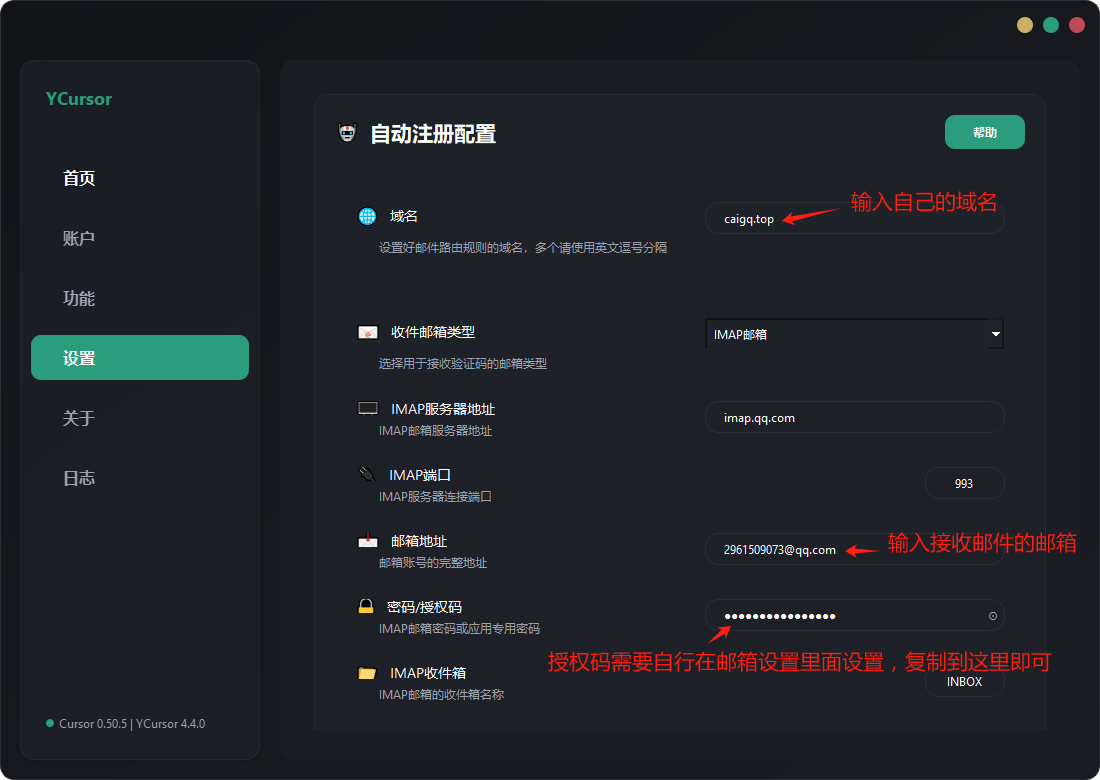 YCursor
首页
账户
功能
设置
关于
日志
Cursor 0.50.5 | YCursor 4.4.0
自动注册配置
帮助
域名
设置好邮件路由规则的域名，多个请使用英文逗号分隔
caigq.top
输入自己的域名
收件邮箱类型
选择用于接收验证码的邮箱类型
IMAP邮箱
IMAP服务器地址
IMAP邮箱服务器地址
imap.qq.com
IMAP端口
IMAP服务器连接端口
993
邮箱地址
邮箱账号的完整地址
2961509073@qq.com
输入接收邮件的邮箱
密码/授权码
IMAP邮箱密码或应用专用密码
••••••••••••••••
授权码需要自行在邮箱设置里面设置，复制到这里即可
IMAP收件箱
IMAP邮箱的收件箱名称
INBOX